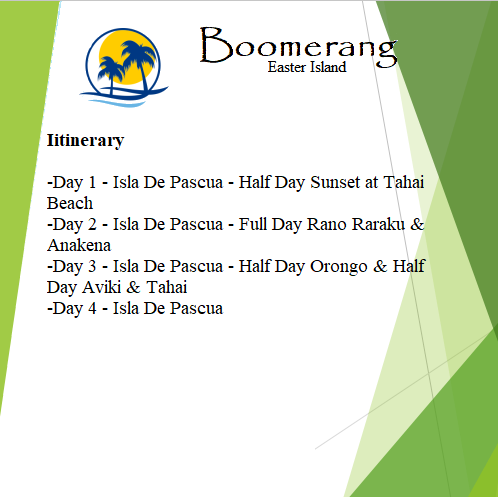 Boomerang
Easter Island
Iitinerary
-Day 1 - Isla De Pascua - Half Day Sunset at Tahai
Beach
-Day 2 - Isla De Pascua - Full Day Rano Raraku &
Anakena
-Day 3 - Isla De Pascua - Half Day Orongo & Half
Day Aviki & Tahai
-Day 4 - Isla De Pascua